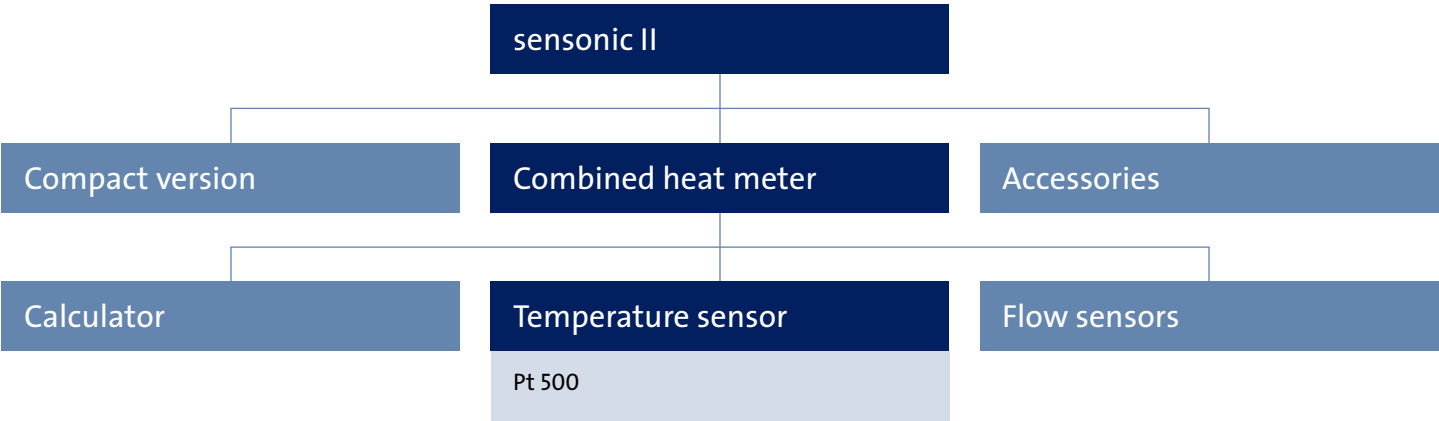 sensonic II
Compact version
Combined heat meter
Accessories
Calculator
Temperature sensor
Flow sensors
Pt 500